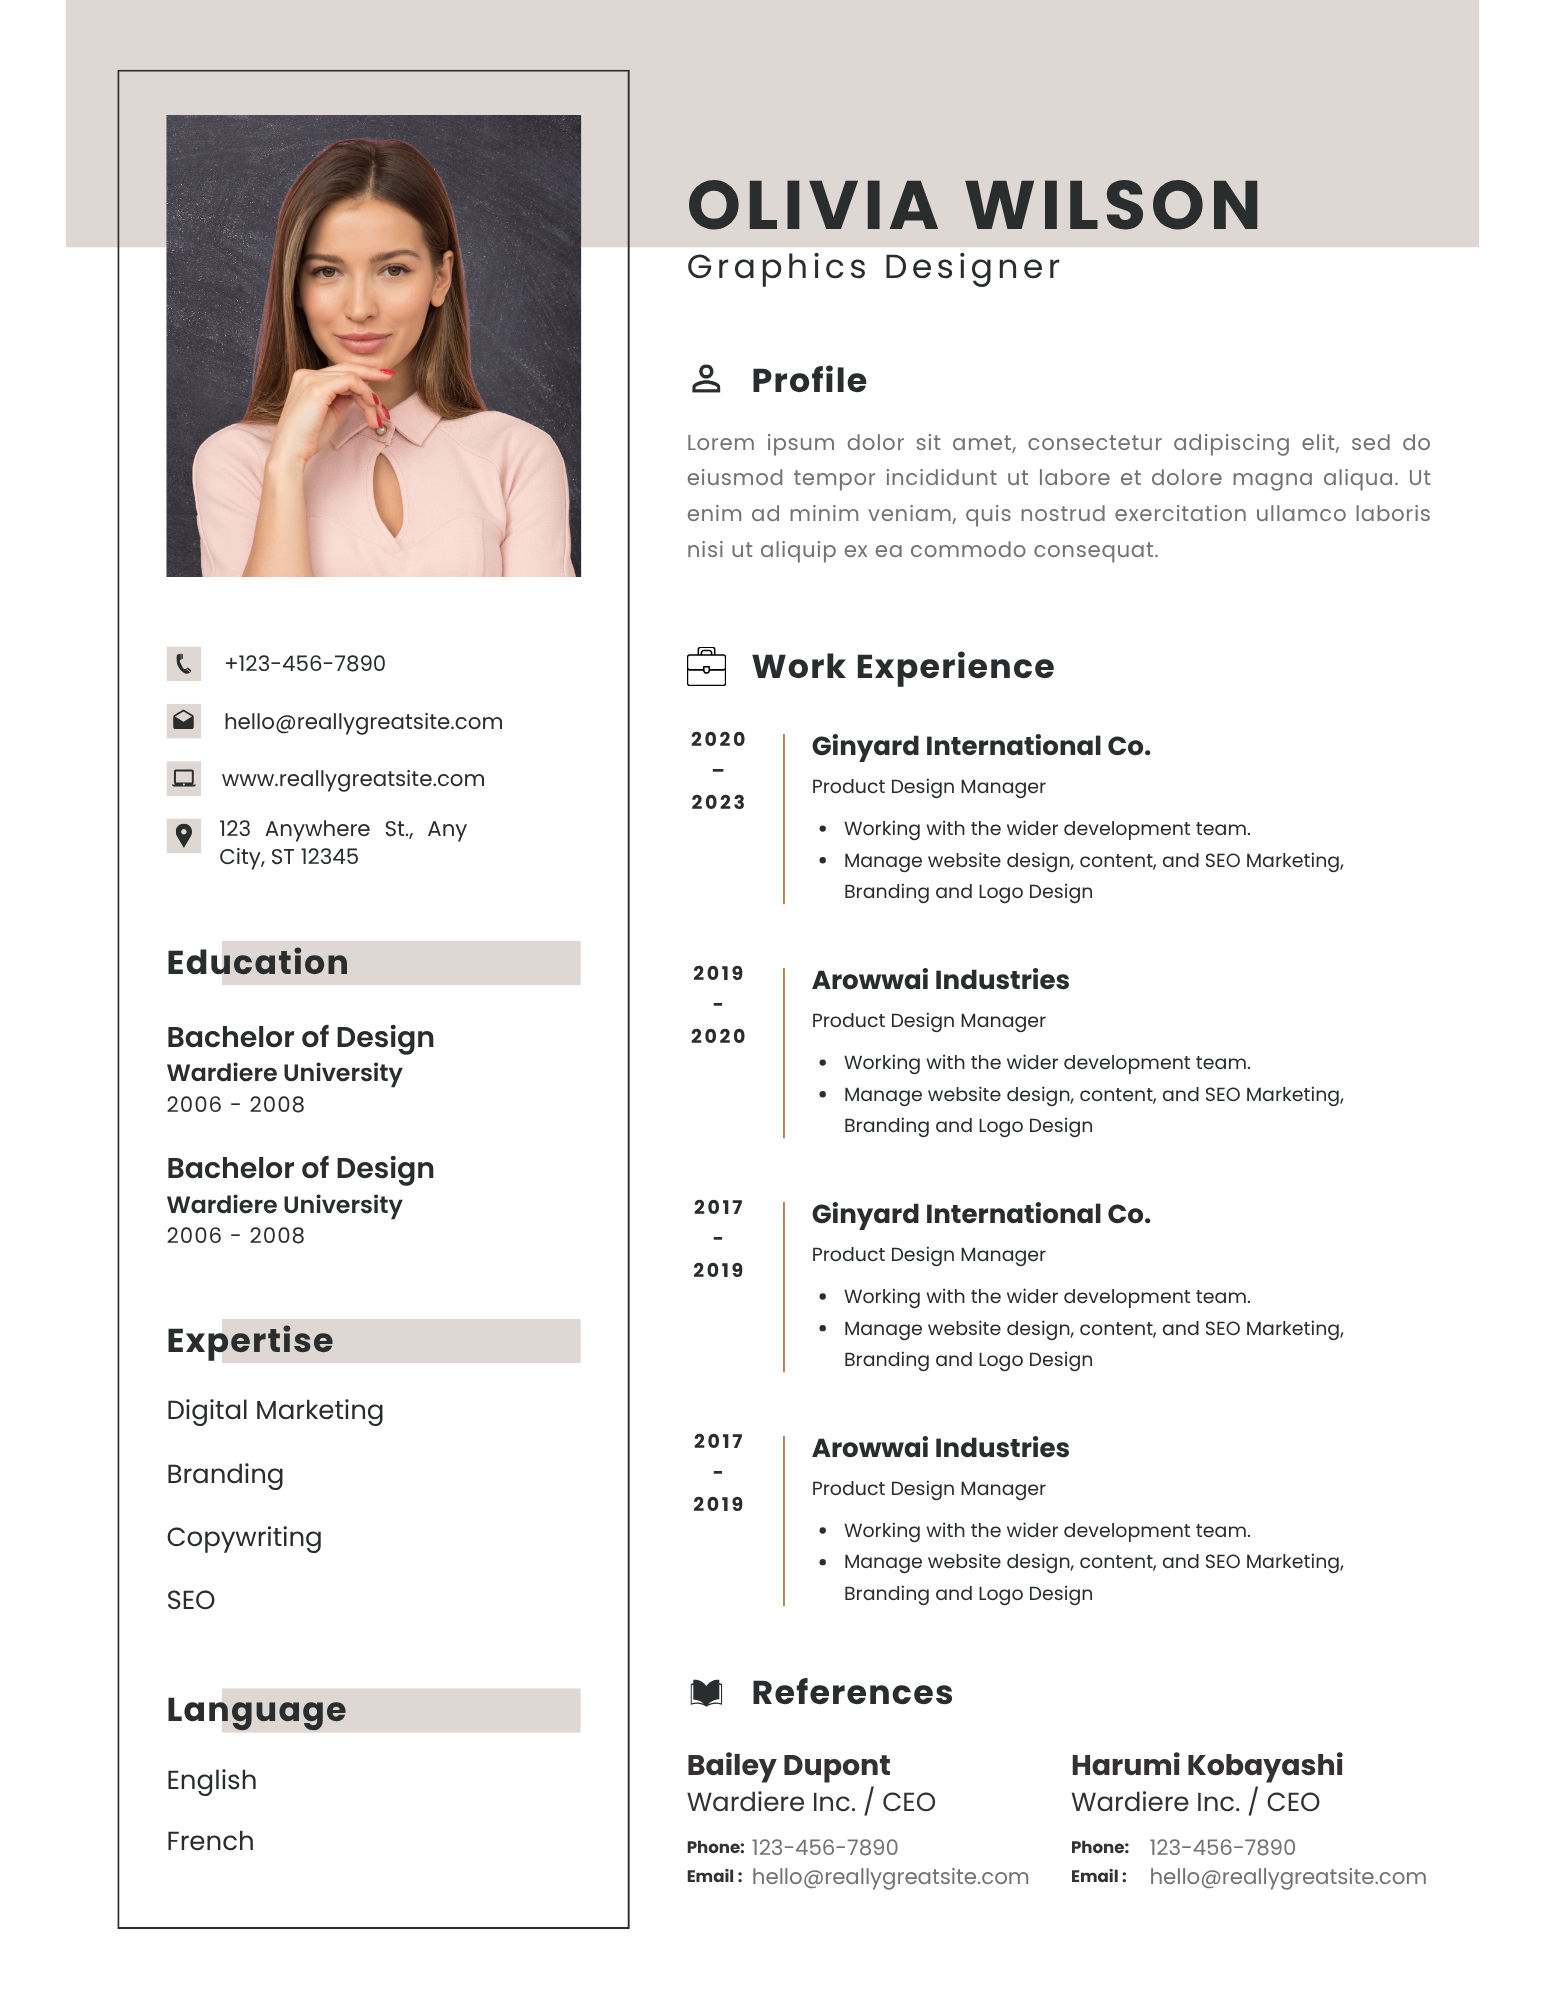 OLIVIA WILSON
Graphics Designer
+123-456-7890
hello@reallygreatsite.com
www.reallygreatsite.com
123 Anywhere St., Any
City, ST 12345
Education
Bachelor of Design
Wardiere University
2006 - 2008
Bachelor of Design
Wardiere University
2006 - 2008
Expertise
Digital Marketing
Branding
Copywriting
SEO
Language
English
French
Profile
Lorem ipsum dolor sit amet, consectetur adipiscing elit, sed do
eiusmod tempor incididunt ut labore et dolore magna aliqua. Ut
enim ad minim veniam, quis nostrud exercitation ullamco laboris
nisi ut aliquip ex ea commodo consequat.
Work Experience
2020
–
2023
Ginyard International Co.
Product Design Manager
• Working with the wider development team.
• Manage website design, content, and SEO Marketing,
Branding and Logo Design
2019
-
2020
Arowwai Industries
Product Design Manager
• Working with the wider development team.
• Manage website design, content, and SEO Marketing,
Branding and Logo Design
2017
-
2019
Ginyard International Co.
Product Design Manager
• Working with the wider development team.
• Manage website design, content, and SEO Marketing,
Branding and Logo Design
2017
-
2019
Arowwai Industries
Product Design Manager
• Working with the wider development team.
• Manage website design, content, and SEO Marketing,
Branding and Logo Design
References
Bailey Dupont
Wardiere Inc. / CEO
Phone: 123-456-7890
Email : hello@reallygreatsite.com
Harumi Kobayashi
Wardiere Inc. / CEO
Phone: 123-456-7890
Email : hello@reallygreatsite.com